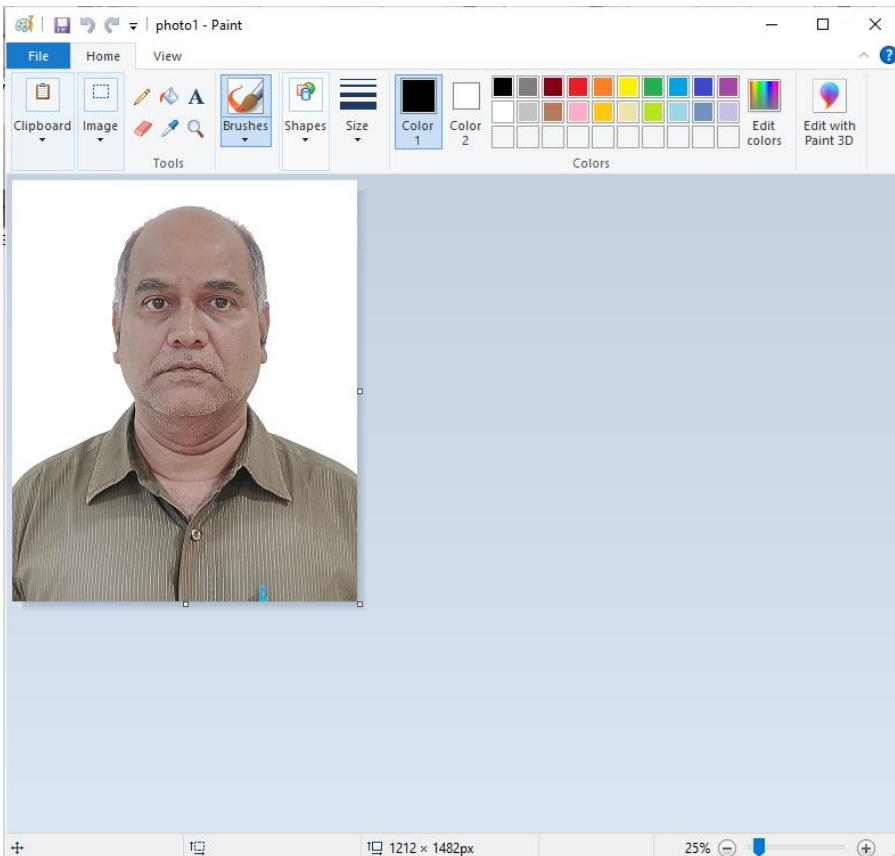 photo1 - Paint
File Home View
Clipboard Image Brushes Shapes Size Color 1 Color 2 Edit colors Edit with Paint 3D
Tools Colors
1212 × 1482px 25%